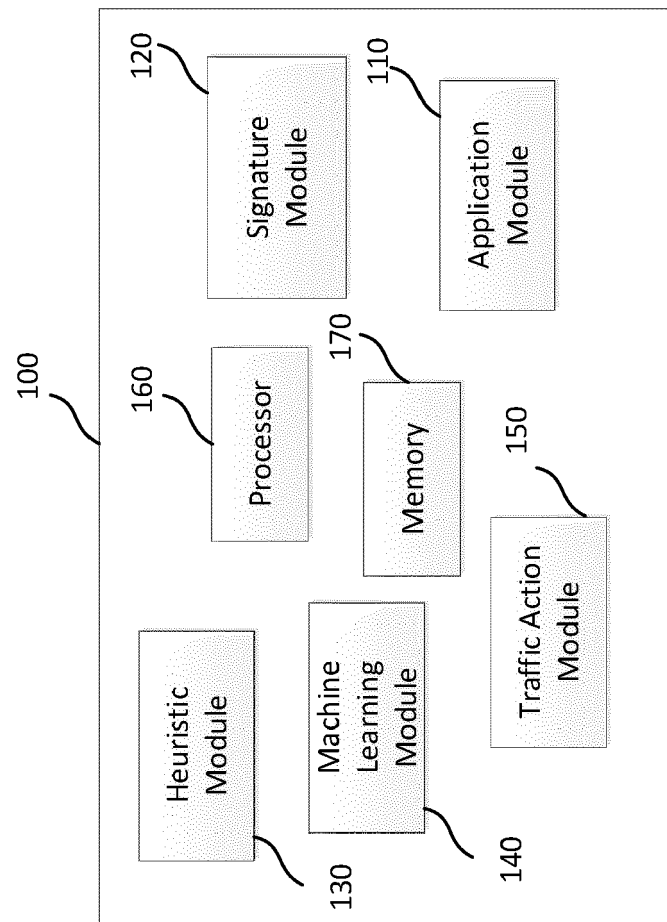 100
160
120
Heuristic
Module
130
Processor
Signature
Module
Machine
Learning
Module
140
170
Memory
110
Application
Module
150
Traffic Action
Module